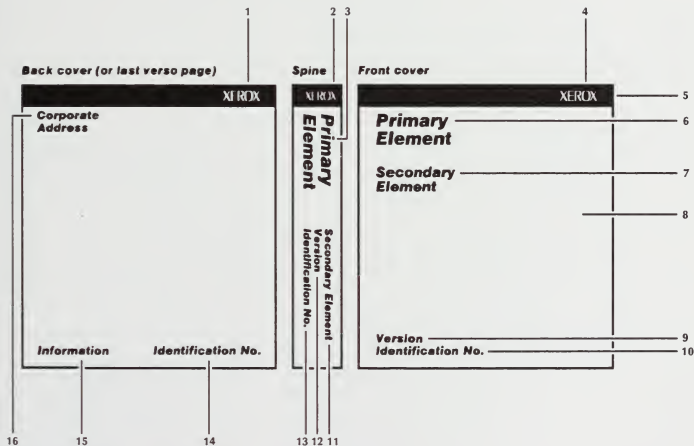 1
2
3
4
Back cover (or last verso page)
Spine
Front cover
XEROX
XEROX
XEROX
5
Corporate
Address
Primary
Element
Primary
Element
6
Secondary
Element
7
8
Secondary Element
Version
Identification No.
Version
9
Identification No.
10
Information
Identification No.
16
15
14
13
12
11